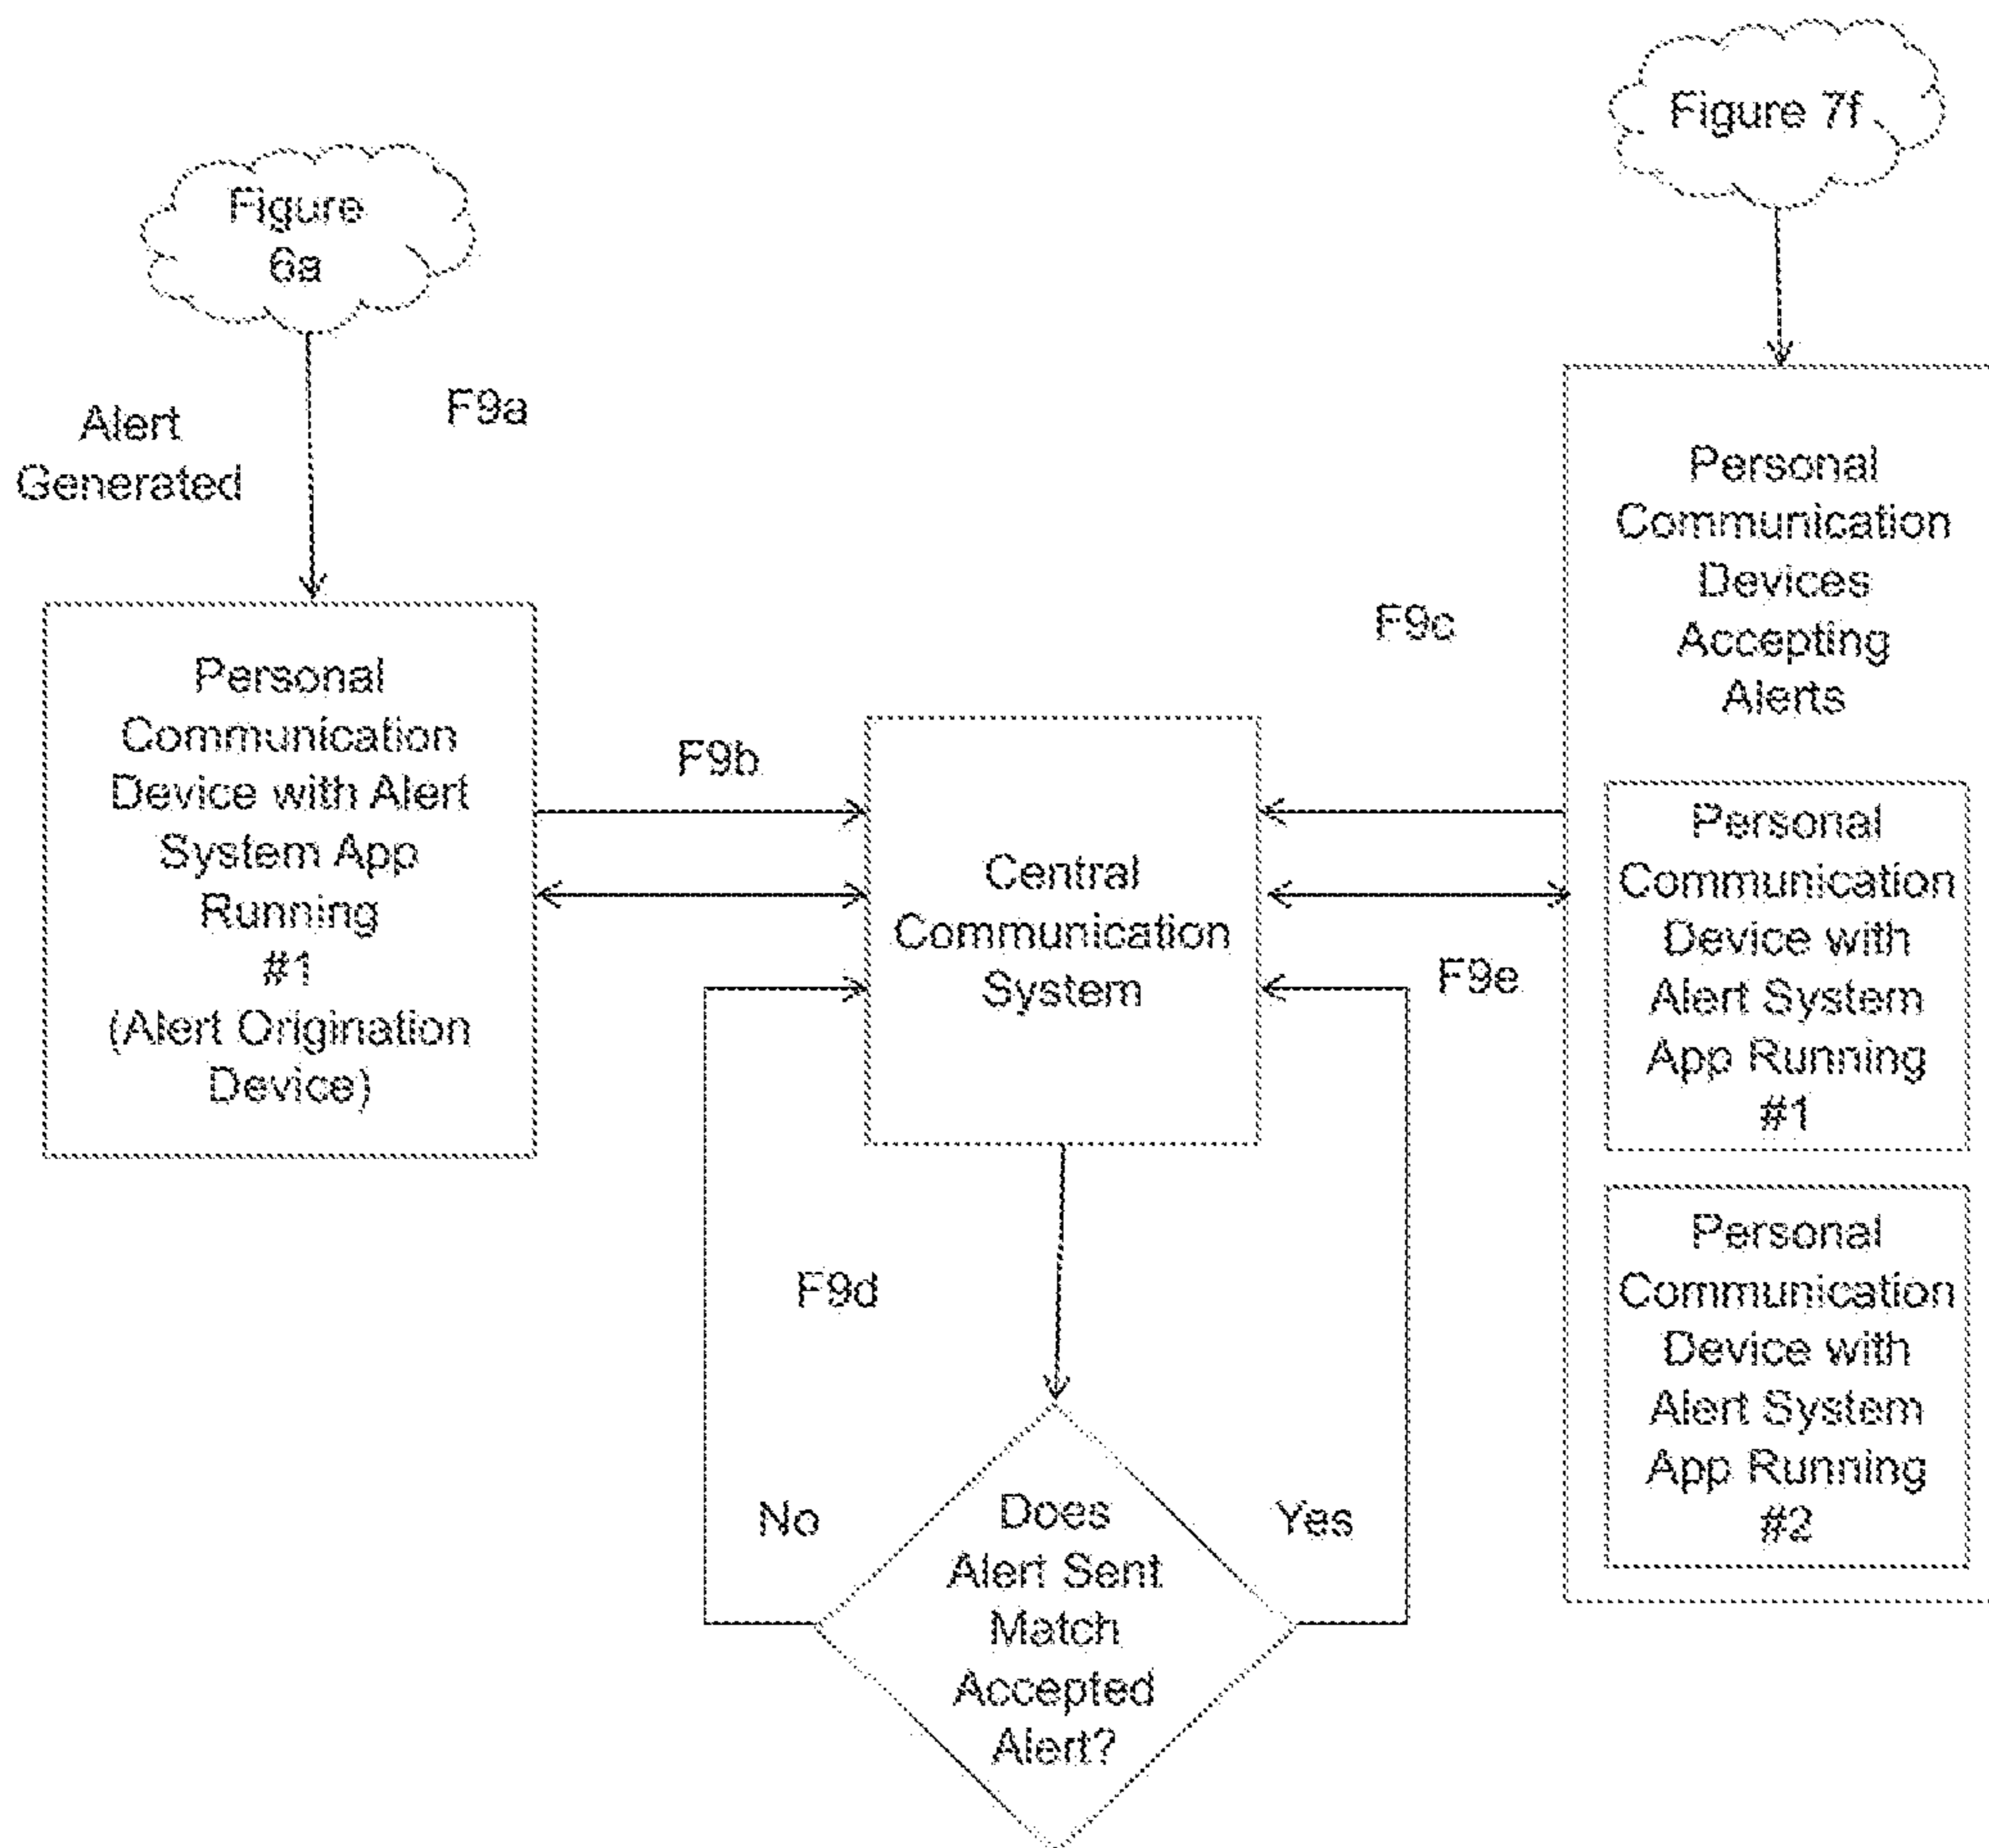 Figure 7f
Figure
6a
Alert
Generated
F9a
Personal
Communication
Device with Alert
System App
Running
#1
(Alert Origination
Device)
F9b
Central
Communication
System
F9c
F9e
Personal
Communication
Devices
Accepting
Alerts
Personal
Communication
Device with
Alert System
App Running
#1
Personal
Communication
Device with
Alert System
App Running
#2
F9d
No
Does
Alert Sent
Match
Accepted
Alert?
Yes